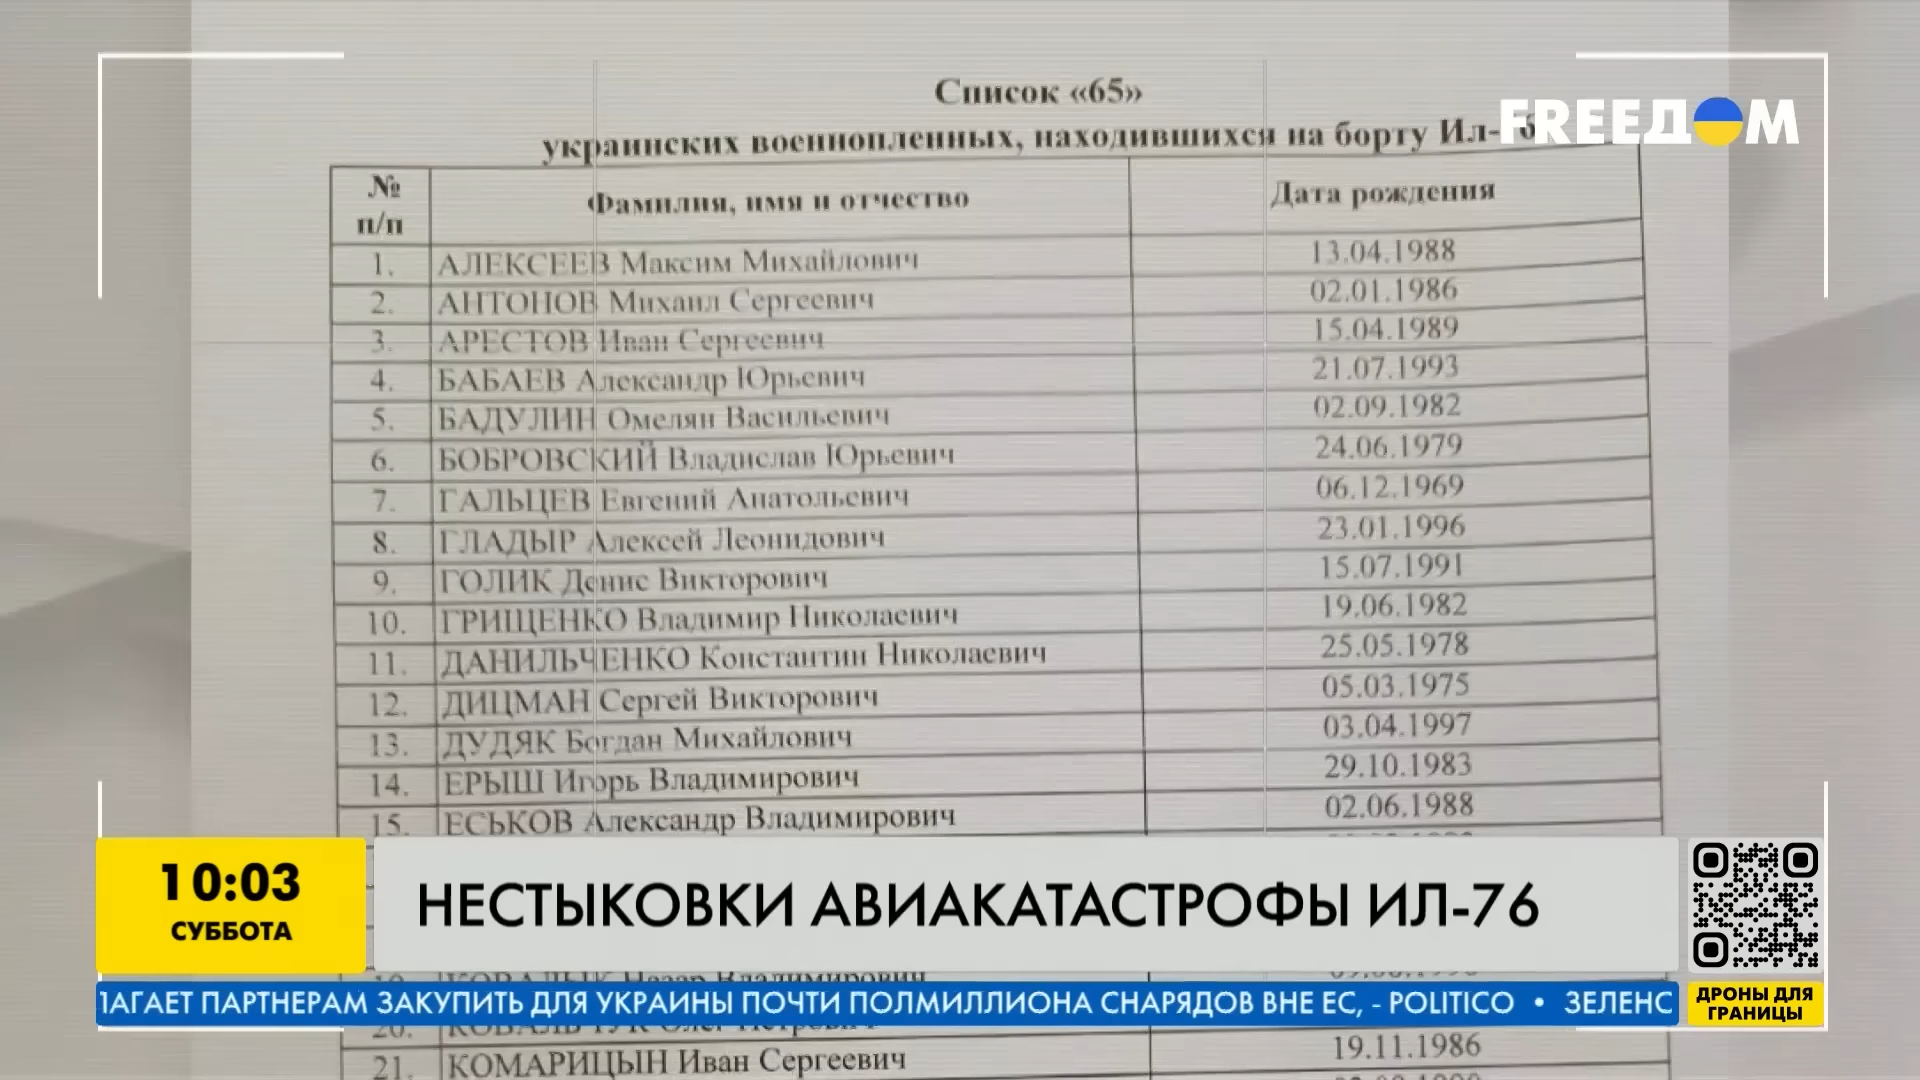 Список «65»
украинских военнопленных, находившихся на борту Ил-76
FREEДOM
№ п/п
Фамилия, имя и отчество
Дата рождения
1. АЛЕКСЕЕВ Максим Михайлович 13.04.1988
2. АНТОНОВ Михаил Сергеевич 02.01.1986
3. АРЕСТОВ Иван Сергеевич 15.04.1989
4. БАБАЕВ Александр Юрьевич 21.07.1993
5. БАДУЛИН Омелян Васильевич 02.09.1982
6. БОБРОВСКИЙ Владислав Юрьевич 24.06.1979
7. ГАЛЬЦЕВ Евгений Анатольевич 06.12.1969
8. ГЛАДЫР Алексей Леонидович 23.01.1996
9. ГОЛИК Денис Викторович 15.07.1991
10. ГРИЩЕНКО Владимир Николаевич 19.06.1982
11. ДАНИЛЬЧЕНКО Константин Николаевич 25.05.1978
12. ДИЦМАН Сергей Викторович 05.03.1975
13. ДУДЯК Богдан Михайлович 03.04.1997
14. ЕРЫШ Игорь Владимирович 29.10.1983
15. ЕСЬКОВ Александр Владимирович 02.06.1988
10:03
СУББОТА
НЕСТЫКОВКИ АВИАКАТАСТРОФЫ ИЛ-76
Владимирович
ЛАГАЕТ ПАРТНЕРАМ ЗАКУПИТЬ ДЛЯ УКРАИНЫ ПОЧТИ ПОЛМИЛЛИОНА СНАРЯДОВ ВНЕ ЕС, - POLITICO • ЗЕЛЕНС
ДРОНЫ ДЛЯ
ГРАНИЦЫ
20.
21. КОМАРИЦЫН Иван Сергеевич 19.11.1986